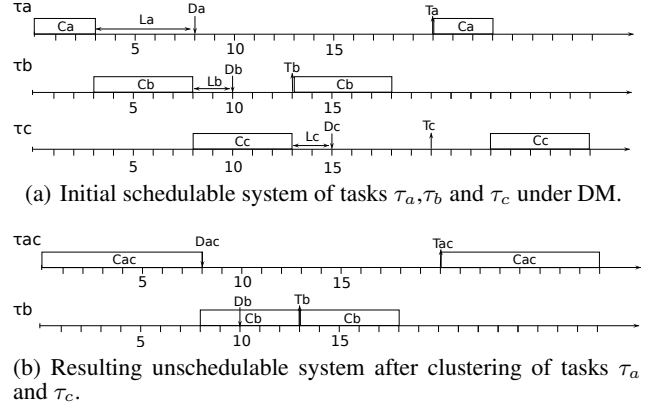 τa
Ca
La
Da
Ta
Ca
5 10 15
τb
Cb
Lb
Db
Tb
Cb
5 10 15
τc
Cc
Lc
Dc
Tc
Cc
5 10 15
(a) Initial schedulable system of tasks τa,τb and τc under DM.
τac
Cac
Dac
Tac
Cac
5 10 15
τb
Db
Cb
Tb
Cb
5 10 15
(b) Resulting unschedulable system after clustering of tasks τa
and τc.